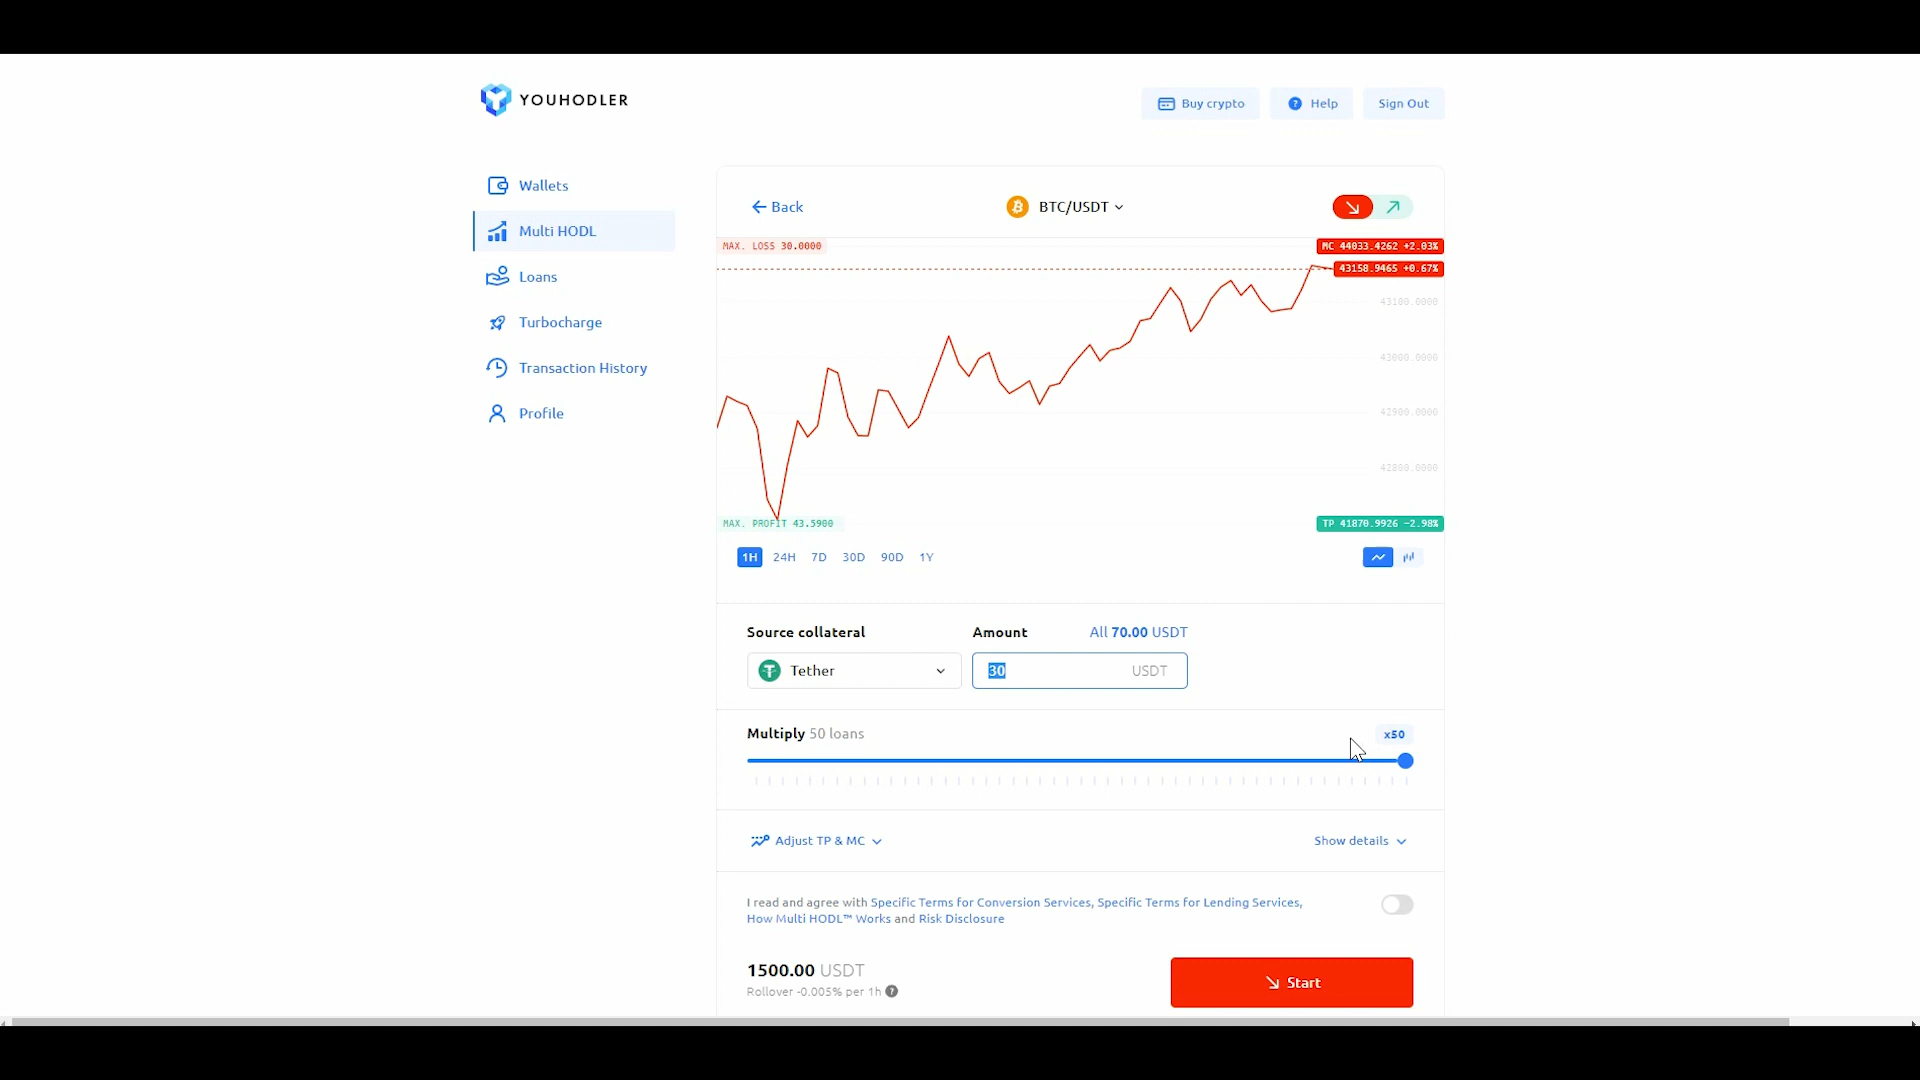 YOUHODLER
Buy crypto
Help
Sign Out
Wallets
Multi HODL
Loans
Turbocharge
Transaction History
Profile
Back
BTC/USDT
MAX. LOSS 30.0000
MC 44033.4262 +2.03%
43158.9465 +0.67%
43100.0000
43000.0000
42900.0000
42800.0000
MAX. PROFIT 43.5900
TP 41870.9926 −2.98%
1H 24H 7D 30D 90D 1Y
Source collateral
Amount
All 70.00 USDT
Tether
30 USDT
Multiply 50 loans
x50
Adjust TP & MC
Show details
I read and agree with Specific Terms for Conversion Services, Specific Terms for Lending Services,
How Multi HODL™ Works and Risk Disclosure
1500.00 USDT
Rollover -0.005% per 1h
Start